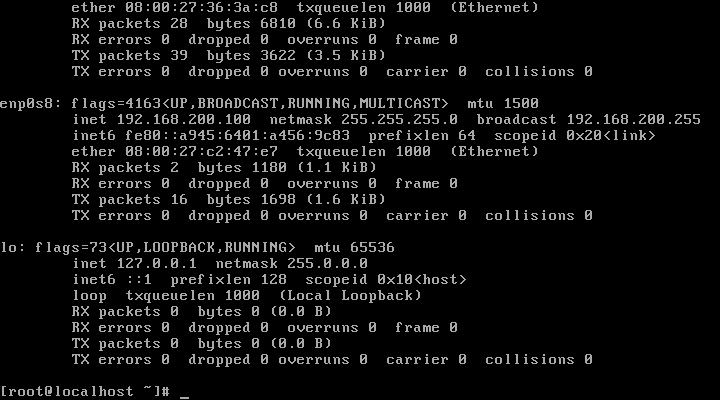 ether 08:00:27:36:3a:c8  txqueuelen 1000  (Ethernet)
RX packets 28  bytes 6810 (6.6 KiB)
RX errors 0  dropped 0  overruns 0  frame 0
TX packets 39  bytes 3622 (3.5 KiB)
TX errors 0  dropped 0 overruns 0  carrier 0  collisions 0
enp0s8: flags=4163<UP,BROADCAST,RUNNING,MULTICAST>  mtu 1500
inet 192.168.200.100  netmask 255.255.255.0  broadcast 192.168.200.255
inet6 fe80::a945:6401:a456:9c83  prefixlen 64  scopeid 0x20<link>
ether 08:00:27:c2:47:e7  txqueuelen 1000  (Ethernet)
RX packets 2  bytes 1180 (1.1 KiB)
RX errors 0  dropped 0  overruns 0  frame 0
TX packets 16  bytes 1698 (1.6 KiB)
TX errors 0  dropped 0 overruns 0  carrier 0  collisions 0
lo: flags=73<UP,LOOPBACK,RUNNING>  mtu 65536
inet 127.0.0.1  netmask 255.0.0.0
inet6 ::1  prefixlen 128  scopeid 0x10<host>
loop  txqueuelen 1000  (Local Loopback)
RX packets 0  bytes 0 (0.0 B)
RX errors 0  dropped 0  overruns 0  frame 0
TX packets 0  bytes 0 (0.0 B)
TX errors 0  dropped 0 overruns 0  carrier 0  collisions 0
[root@localhost ~]# _